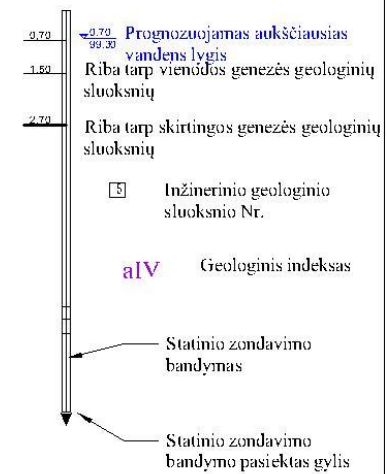 0,70
0.70 Prognozuojamas aukščiausias
99.30 vandens lygis
1.50
Riba tarp vienodos genezės geologinių
sluoksnių
2.70
Riba tarp skirtingos genezės geologinių
sluoksnių
5 Inžinerinio geologinio
sluoksnio Nr.
aIV Geologinis indeksas
Statinio zondavimo
bandymas
Statinio zondavimo
bandymo pasiektas gylis